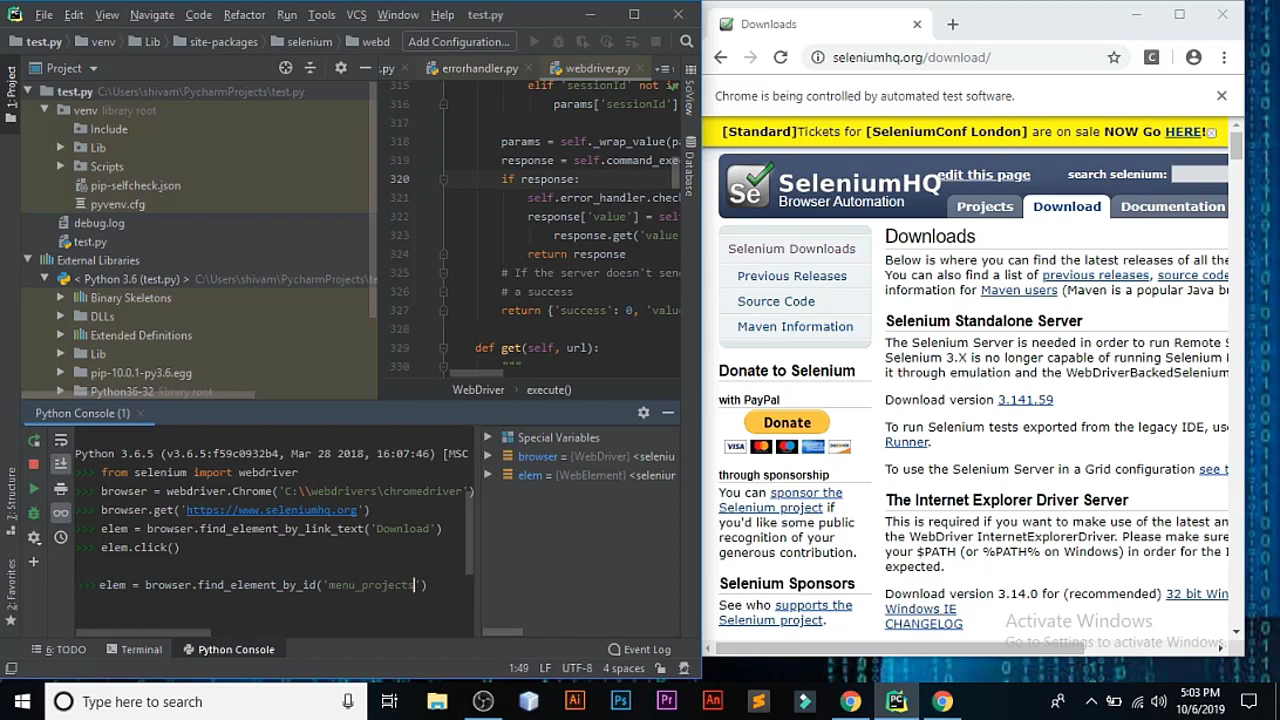 File Edit View Navigate Code Refactor Run Tools VCS Window Help test.py
test.py venv Lib site-packages selenium webd Add Configuration...
Project
.py errorhandler.py webdriver.py
1: Project
test.py C:\Users\shivam\PycharmProjects\test.py
venv library root
Include
Lib
Scripts
pip-selfcheck.json
pyvenv.cfg
debug.log
test.py
External Libraries
< Python 3.6 (test.py) > C:\Users\shivam\PycharmProjects\te
Binary Skeletons
DLLs
Extended Definitions
Lib
pip-10.0.1-py3.6.egg
Python36-32
315 elif 'sessionId' not in
316 params['sessionId']
317
318 params = self._wrap_value(pa
319 response = self.command_exe
320 if response:
321 self.error_handler.chec
322 response['value'] = self
323 response.get('value
324 return response
325 # If the server doesn't send
326 # a success
327 return {'success': 0, 'valu
328
329 def get(self, url):
330 """
WebDriver execute()
SciView
Database
Python Console (1)
Python 3.6.5 (v3.6.5:f59c0932b4, Mar 28 2018, 16:07:46) [MSC
>>> from selenium import webdriver
>>> browser = webdriver.Chrome('C:\\webdrivers\chromedriver')
>>> browser.get('https://www.seleniumhq.org')
>>> elem = browser.find_element_by_link_text('Download')
>>> elem.click()
>>> elem = browser.find_element_by_id('menu_projects')
Special Variables
browser = {WebDriver} <seleniu
elem = {WebElement} <seleniur
Z: Structure
2: Favorites
6: TODO Terminal Python Console Event Log
1:49 LF UTF-8 4 spaces
Downloads
seleniumhq.org/download/
Chrome is being controlled by automated test software.
[Standard]Tickets for [SeleniumConf London] are on sale NOW Go HERE!
Se
SeleniumHQ
Browser Automation
edit this page search selenium:
Projects Download Documentation
Selenium Downloads
Previous Releases
Source Code
Maven Information
Donate to Selenium
with PayPal
Donate
VISA
through sponsorship
You can sponsor the
Selenium project if
you'd like some public
recognition of your
generous contribution.
Selenium Sponsors
See who supports the
Selenium project.
Downloads
Below is where you can find the latest releases of all the
You can also find a list of previous releases, source code
information for Maven users (Maven is a popular Java bu
Selenium Standalone Server
The Selenium Server is needed in order to run Remote S
Selenium 3.X is no longer capable of running Selenium
it through emulation and the WebDriverBackedSelenium
Download version 3.141.59
To run Selenium tests exported from the legacy IDE, use
Runner.
To use the Selenium Server in a Grid configuration see t
The Internet Explorer Driver Server
This is required if you want to make use of the latest an
the WebDriver InternetExplorerDriver. Please make sure
your $PATH (or %PATH% on Windows) in order for the I
expected.
Download version 3.14.0 for (recommended) 32 bit Win
Windows IE
CHANGELOG
Activate Windows
Go to Settings to activate Windows.
Type here to search
Ai Ps Pr An
5:03 PM
10/6/2019